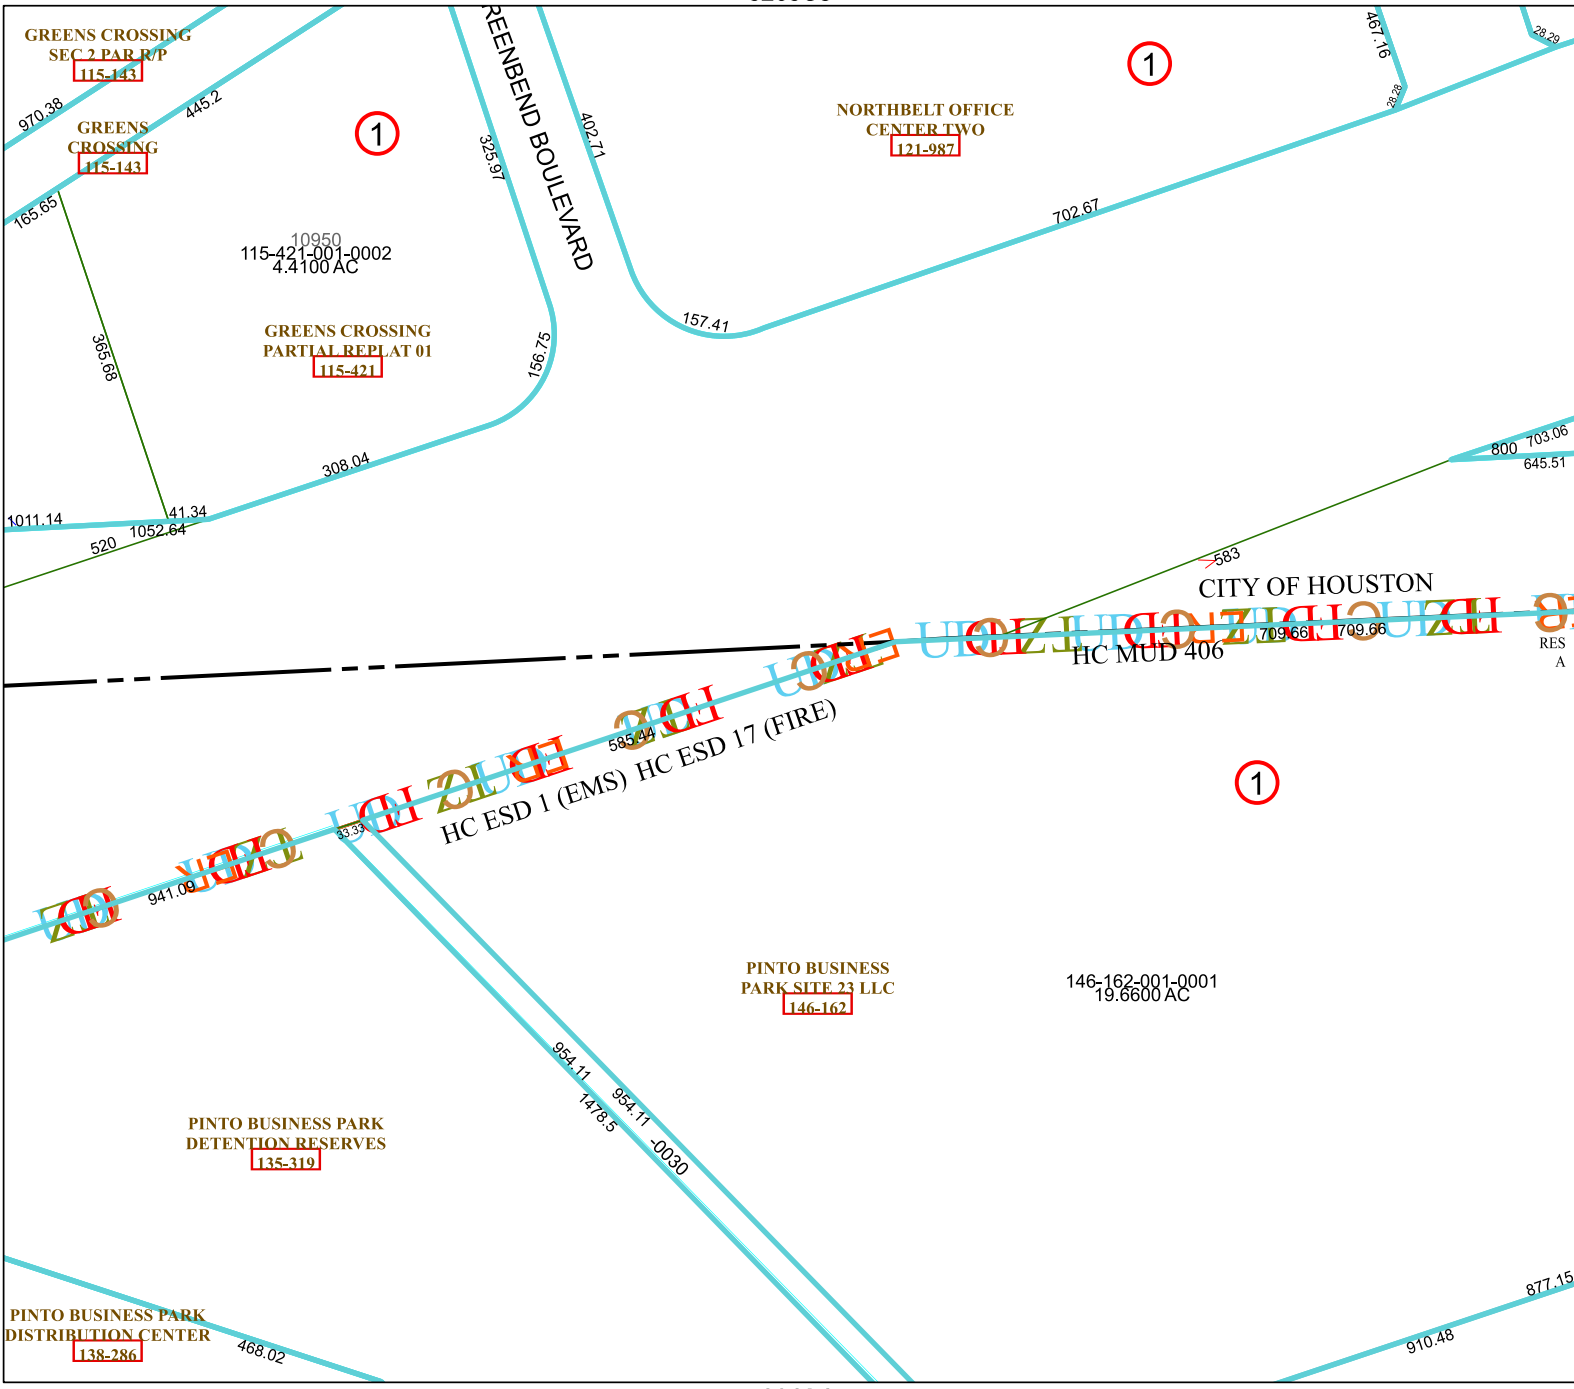 GREENS CROSSING
SEC 2 PAR R/P
115-143
970.38
445.2
GREENS
CROSSING
115-143
165.65
1
10950
115-421-001-0002
4.4100 AC
365.68
GREENS CROSSING
PARTIAL REPLAT 01
115-421
325.97
REENBEND BOULEVARD
402.71
156.75
157.41
308.04
NORTHBELT OFFICE
CENTER TWO
121-987
1
467.16
28.28
28.29
702.67
1011.14
41.34
1052.64
520
800
703.06
645.51
583
CITY OF HOUSTON
709.66
709.66
HC MUD 406
RES
A
585.44
HC ESD 1 (EMS) HC ESD 17 (FIRE)
33.33
941.09
1
PINTO BUSINESS
PARK SITE 23 LLC
146-162
146-162-001-0001
19.6600 AC
954.11
954.11
1478.5
-0030
PINTO BUSINESS PARK
DETENTION RESERVES
135-319
PINTO BUSINESS PARK
DISTRIBUTION CENTER
138-286
468.02
910.48
877.15